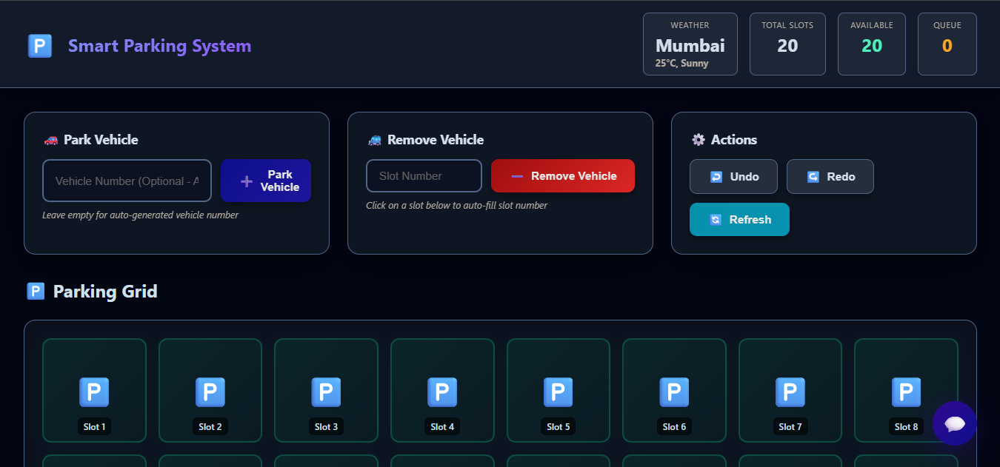 P
Smart Parking System
WEATHER
Mumbai
25°C, Sunny
TOTAL SLOTS
20
AVAILABLE
20
QUEUE
0
Park Vehicle
Vehicle Number (Optional - A
Park
Vehicle
Leave empty for auto-generated vehicle number
Remove Vehicle
Slot Number
Remove Vehicle
Click on a slot below to auto-fill slot number
Actions
Undo
Redo
Refresh
P Parking Grid
P
Slot 1
P
Slot 2
P
Slot 3
P
Slot 4
P
Slot 5
P
Slot 6
P
Slot 7
P
Slot 8